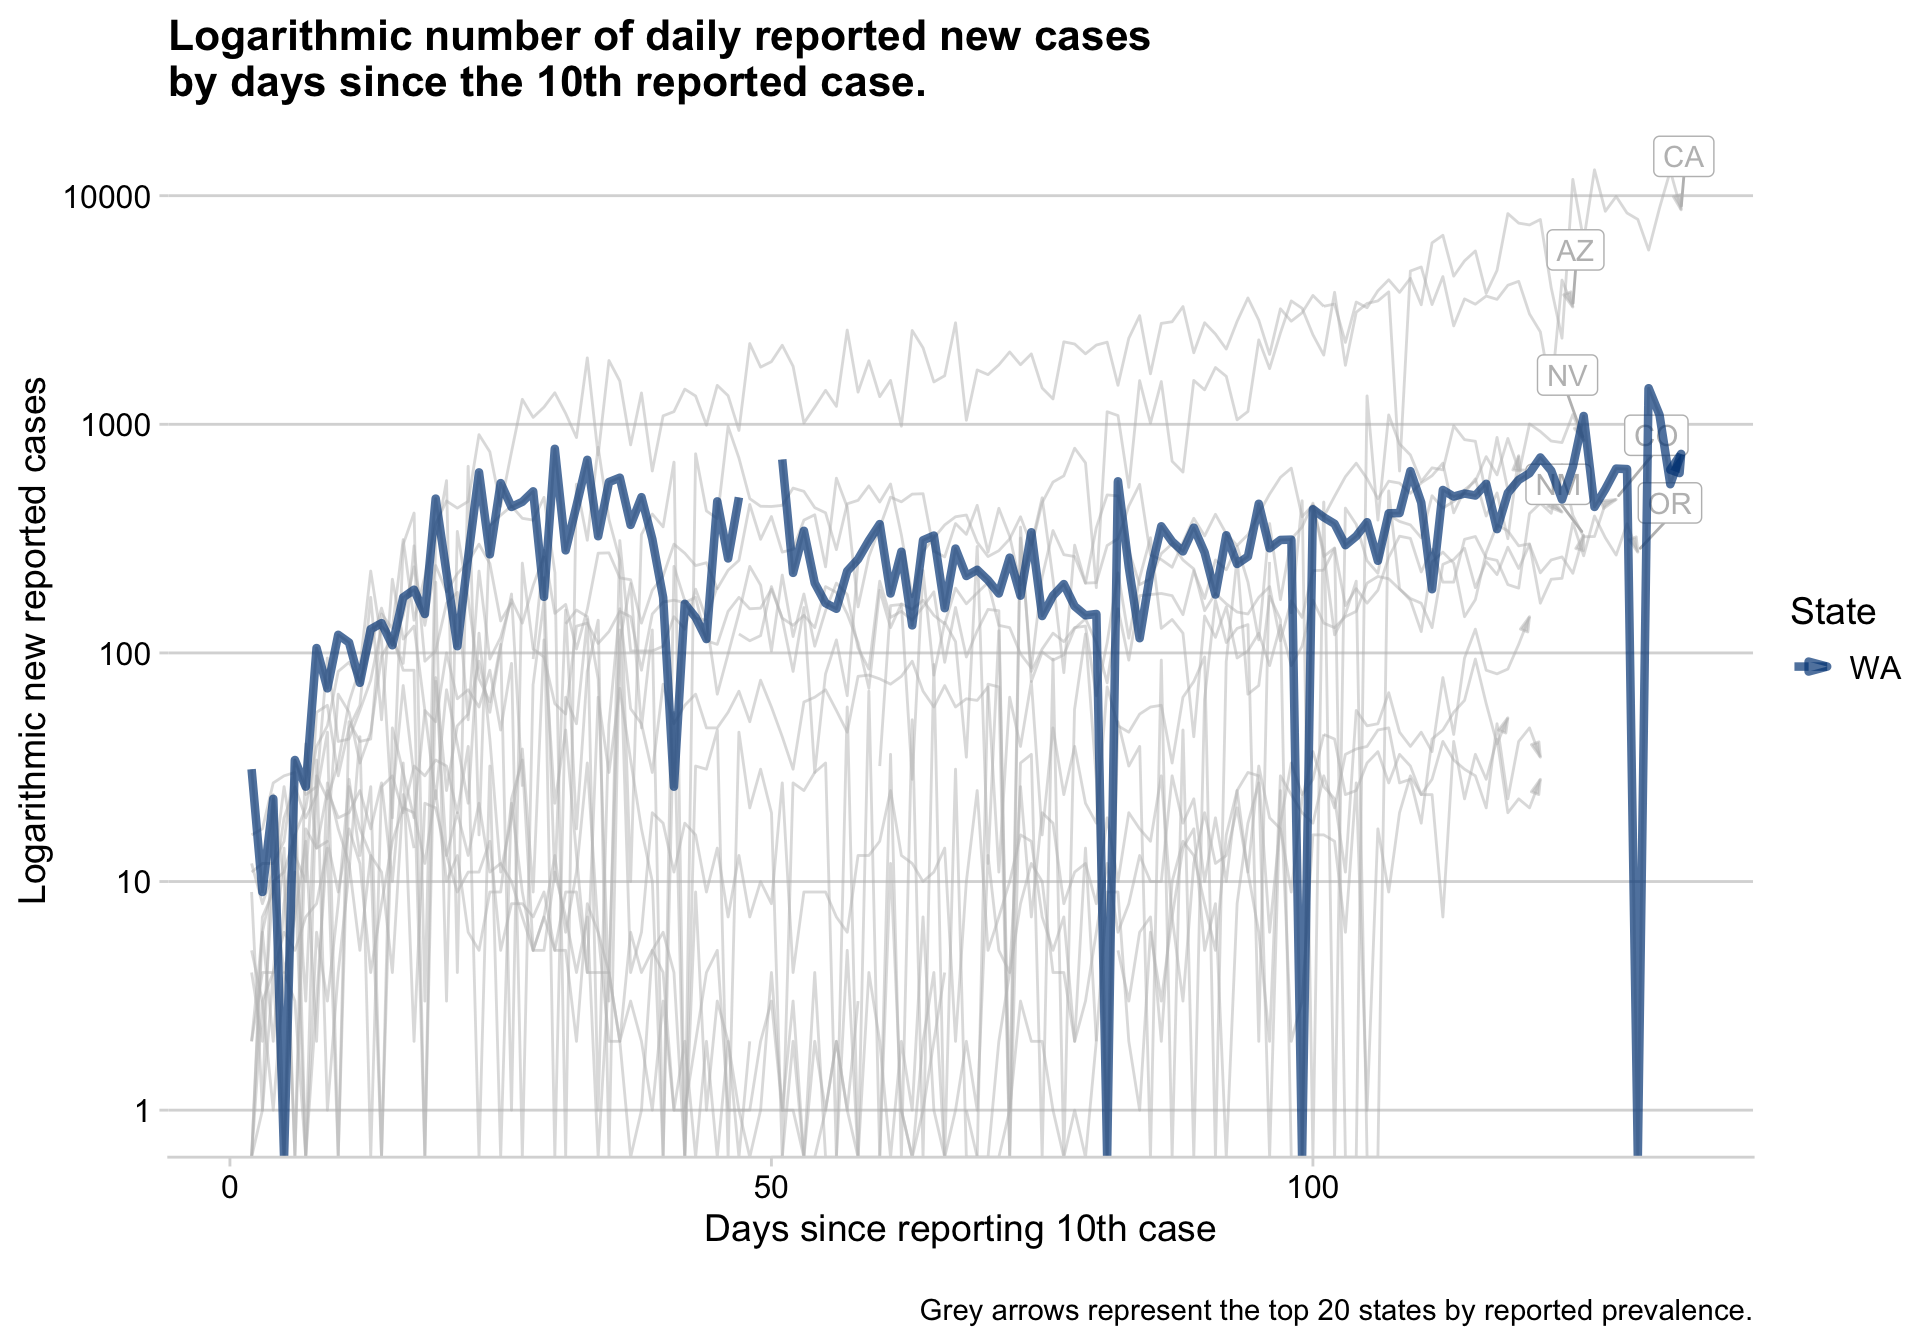 Logarithmic number of daily reported new cases
by days since the 10th reported case.
CA
10000
AZ
NV
1000
CO
NM
OR
Logarithmic new reported cases
100
State
WA
10
1
0
50
100
Days since reporting 10th case
Grey arrows represent the top 20 states by reported prevalence.